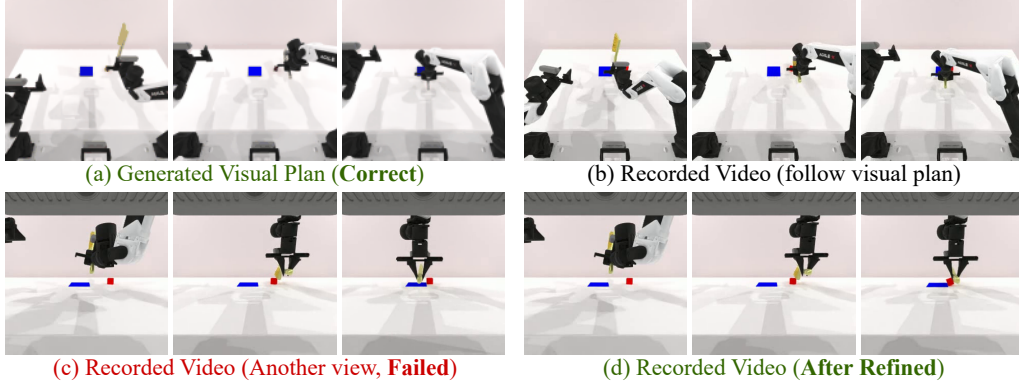 (a) Generated Visual Plan (Correct)
(b) Recorded Video (follow visual plan)
(c) Recorded Video (Another view, Failed)
(d) Recorded Video (After Refined)